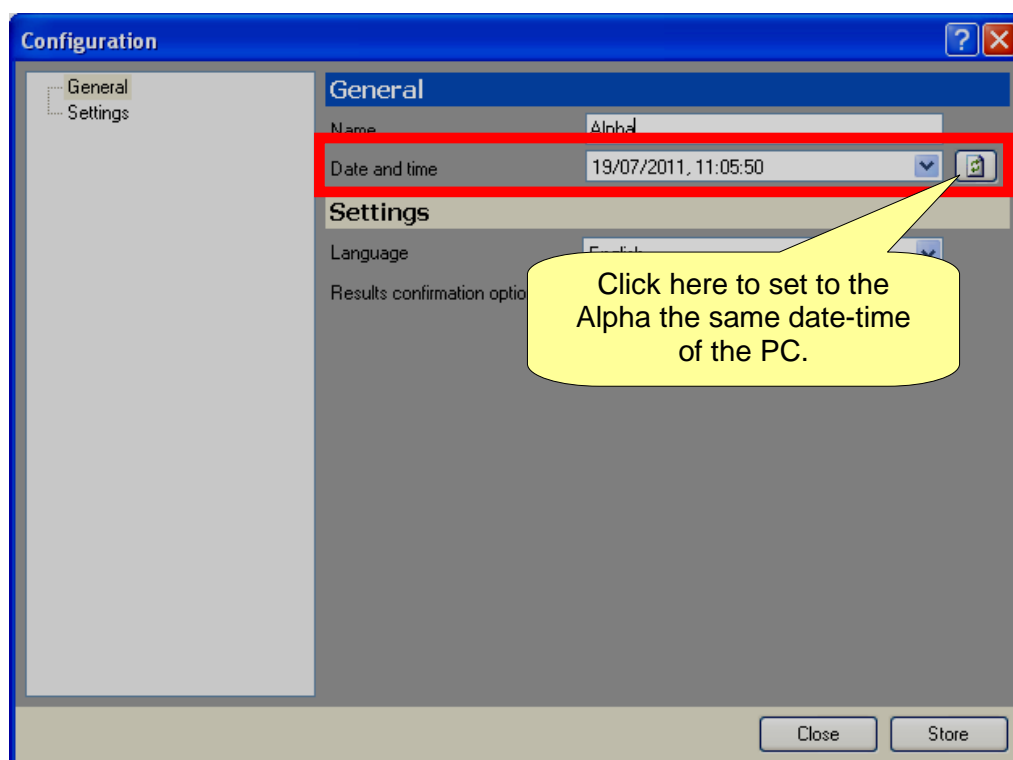 Configuration
General
Settings
General
Name Alpha
Date and time 19/07/2011, 11:05:50
Settings
Language English
Results confirmation optio
Click here to set to the
Alpha the same date-time
of the PC.
Close Store